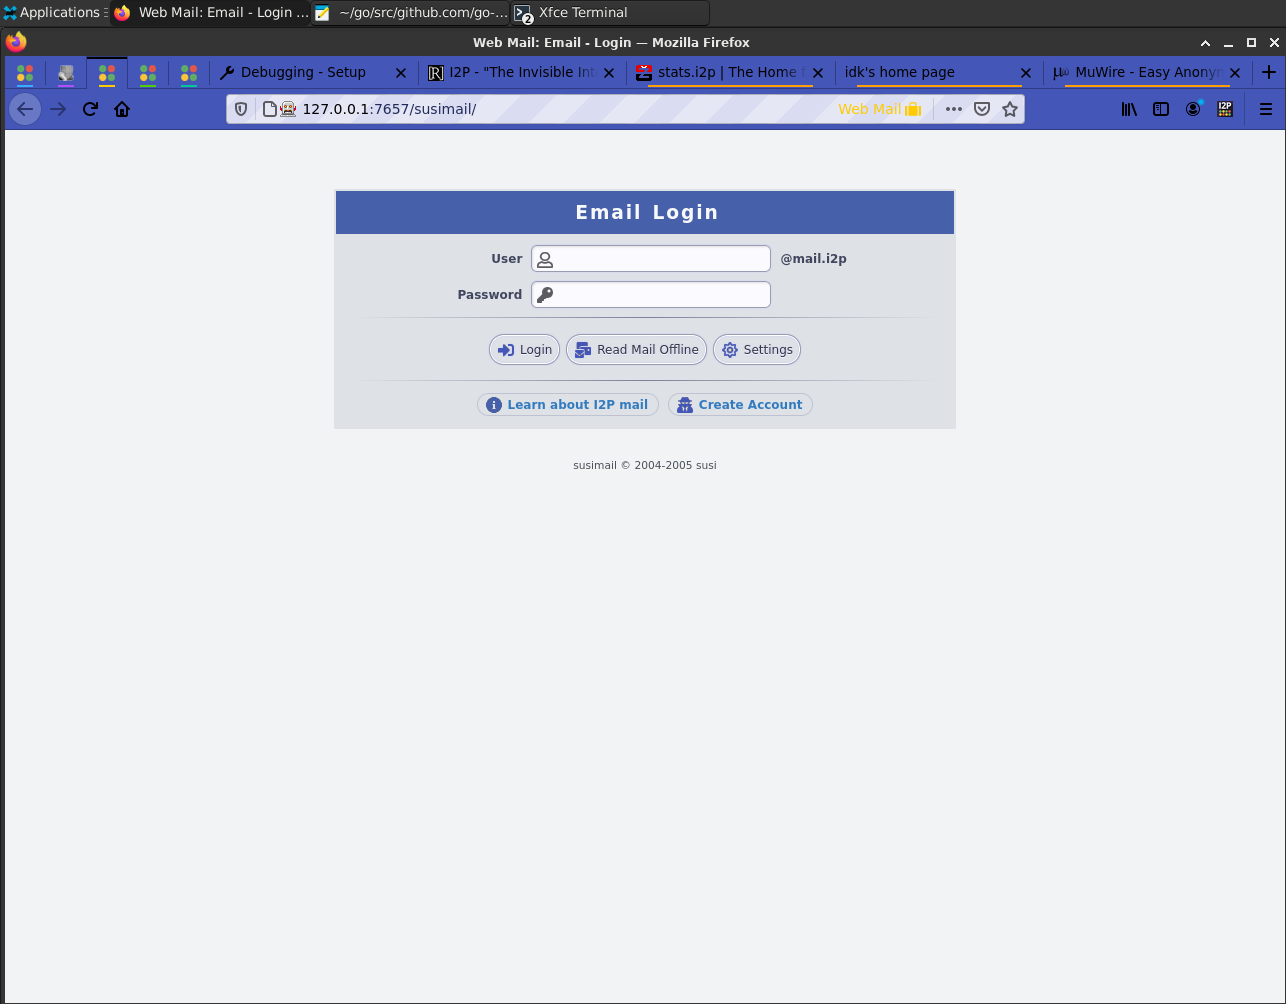 Applications
Web Mail: Email - Login ...
~/go/src/github.com/go-...
2
Xfce Terminal
Web Mail: Email - Login — Mozilla Firefox
Debugging - Setup
I2P - "The Invisible Int
stats.i2p | The Home f
idk's home page
MuWire - Easy Anonyn
127.0.0.1:7657/susimail/
Web Mail
I2P
Email Login
User
@mail.i2p
Password
Login
Read Mail Offline
Settings
Learn about I2P mail
Create Account
susimail © 2004-2005 susi